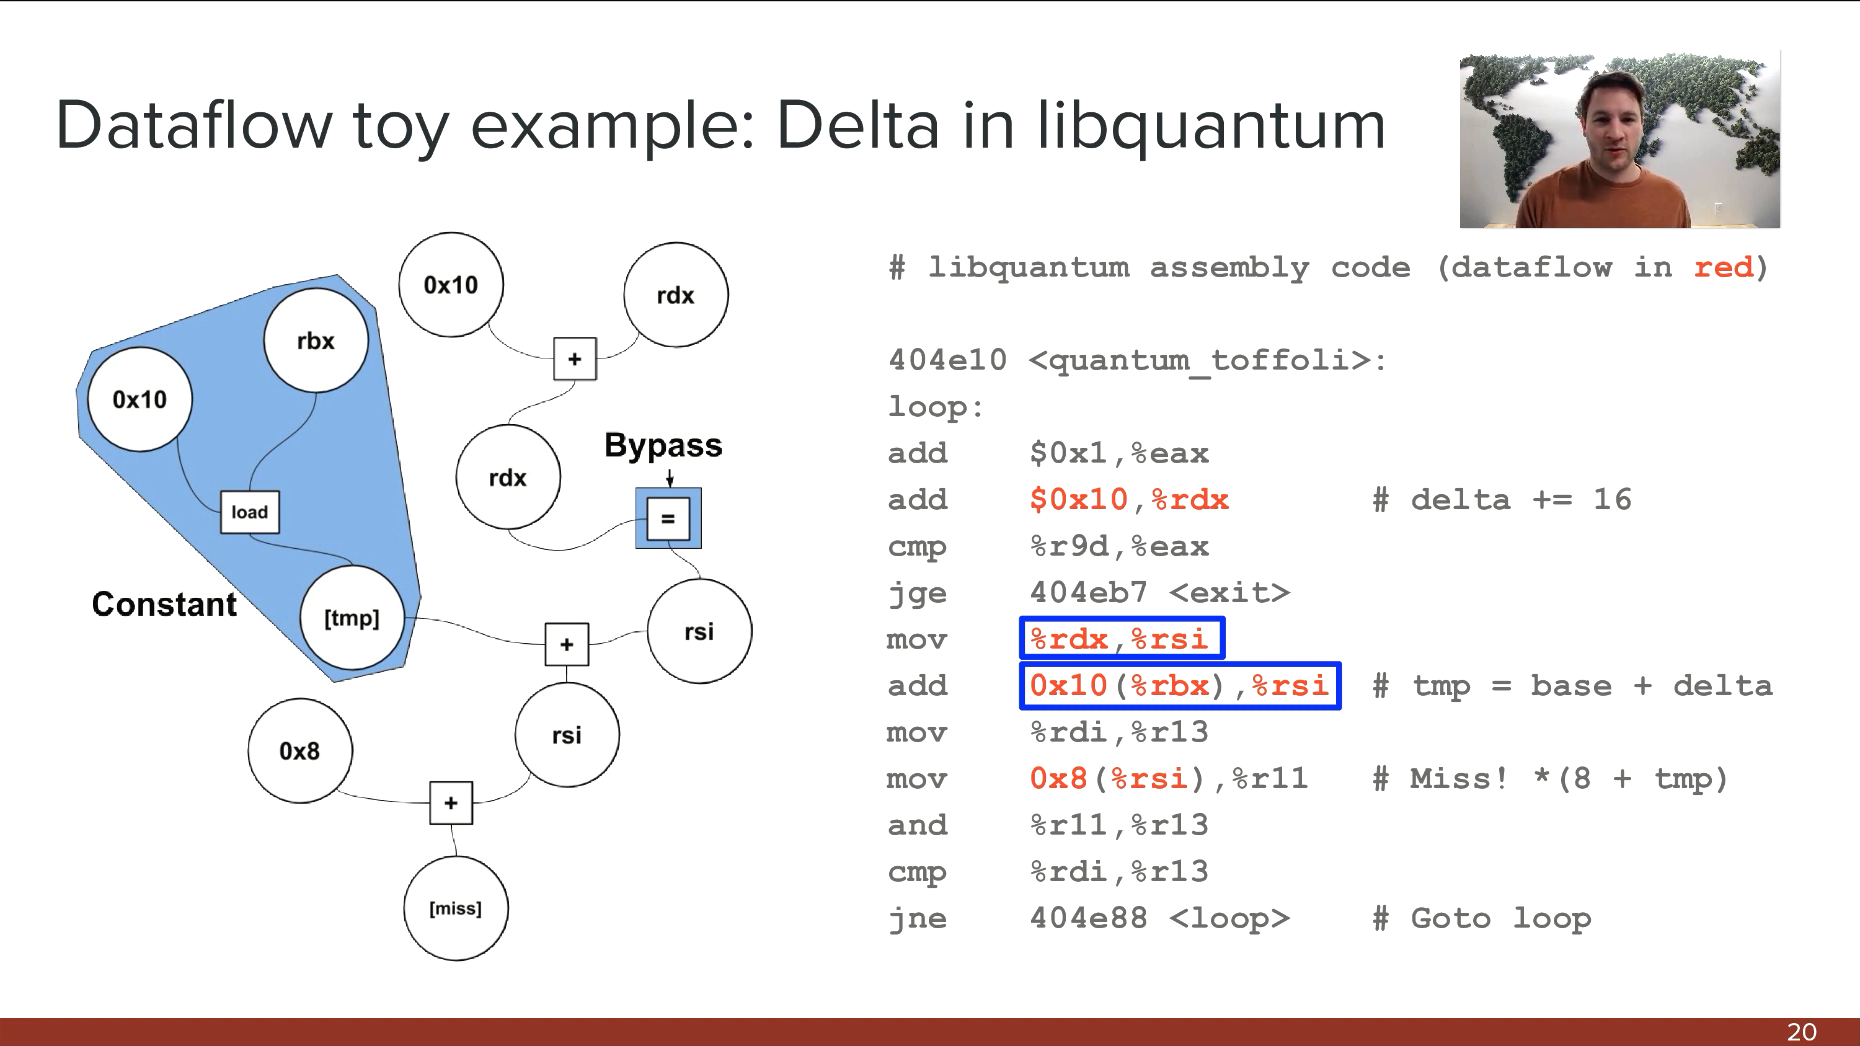 Dataflow toy example: Delta in libquantum
0x10
rdx
rbx
+
0x10
Bypass
rdx
=
load
Constant
[tmp]
+
rsi
rsi
0x8
+
[miss]
# libquantum assembly code (dataflow in red)
404e10 <quantum_toffoli>:
loop:
add $0x1,%eax
add $0x10,%rdx # delta += 16
cmp %r9d,%eax
jge 404eb7 <exit>
mov %rdx,%rsi
add 0x10(%rbx),%rsi # tmp = base + delta
mov %rdi,%r13
mov 0x8(%rsi),%r11 # Miss! *(8 + tmp)
and %r11,%r13
cmp %rdi,%r13
jne 404e88 <loop> # Goto loop
20